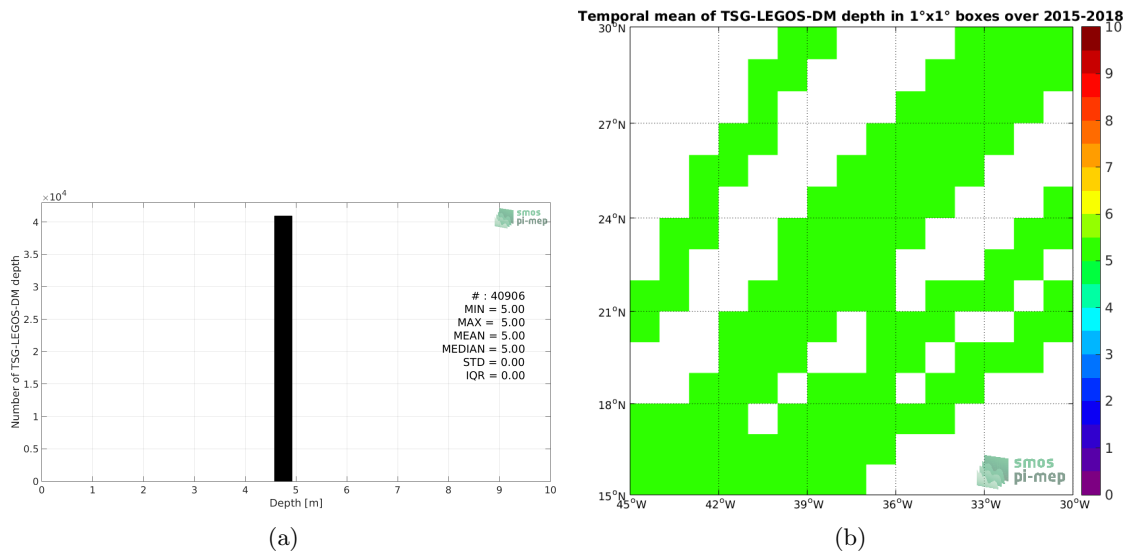 ×10⁴
4
3.5
3
2.5
2
1.5
1
0.5
0
Number of TSG-LEGOS-DM depth
smos
pi-mep
# : 40906
MIN = 5.00
MAX = 5.00
MEAN = 5.00
MEDIAN = 5.00
STD = 0.00
IQR = 0.00
0 1 2 3 4 5 6 7 8 9 10
Depth [m]
(a)
Temporal mean of TSG-LEGOS-DM depth in 1°x1° boxes over 2015-2018
30°N
27°N
24°N
21°N
18°N
15°N
45°W 42°W 39°W 36°W 33°W 30°W
smos
pi-mep
10
9
8
7
6
5
4
3
2
1
0
(b)